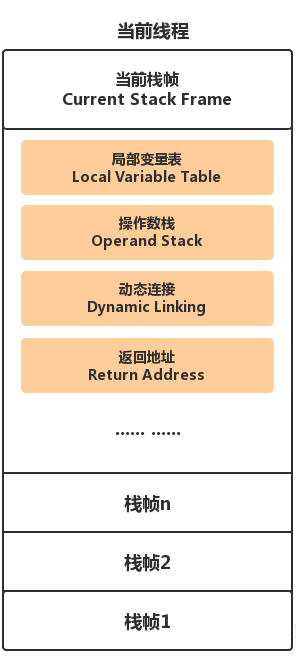 当前线程
当前栈帧
Current Stack Frame
局部变量表
Local Variable Table
操作数栈
Operand Stack
动态连接
Dynamic Linking
返回地址
Return Address
...... ......
栈帧n
栈帧2
栈帧1